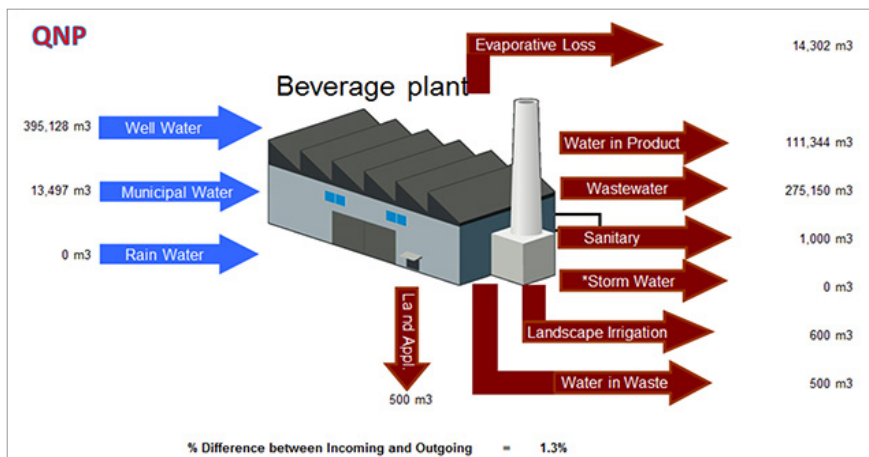 QNP
Evaporative Loss 14,302 m3
Beverage plant
395,128 m3 Well Water
Water in Product 111,344 m3
13,497 m3 Municipal Water
Wastewater 275,150 m3
Sanitary 1,000 m3
0 m3 Rain Water
*Storm Water 0 m3
Land Appl.
Landscape Irrigation 600 m3
Water in Waste 500 m3
500 m3
% Difference between Incoming and Outgoing = 1.3%